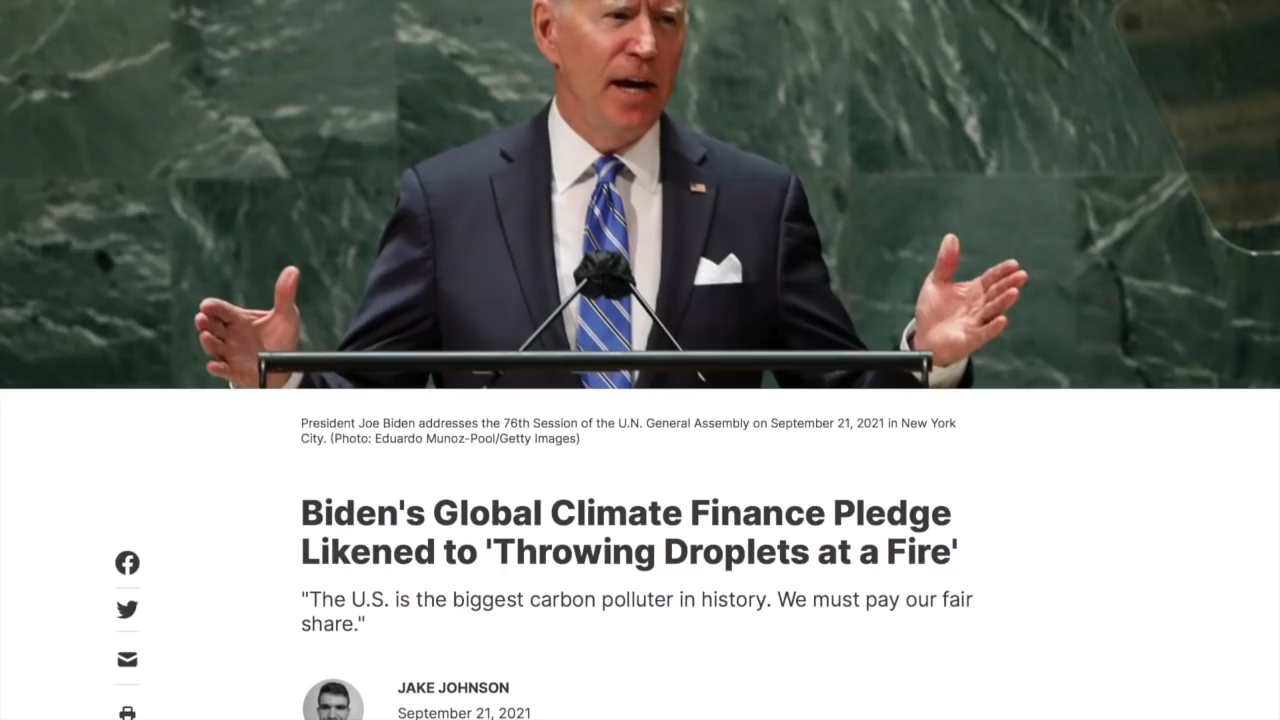 President Joe Biden addresses the 76th Session of the U.N. General Assembly on September 21, 2021 in New York
City. (Photo: Eduardo Munoz-Pool/Getty Images)
Biden's Global Climate Finance Pledge
Likened to 'Throwing Droplets at a Fire'
"The U.S. is the biggest carbon polluter in history. We must pay our fair
share."
JAKE JOHNSON
September 21, 2021